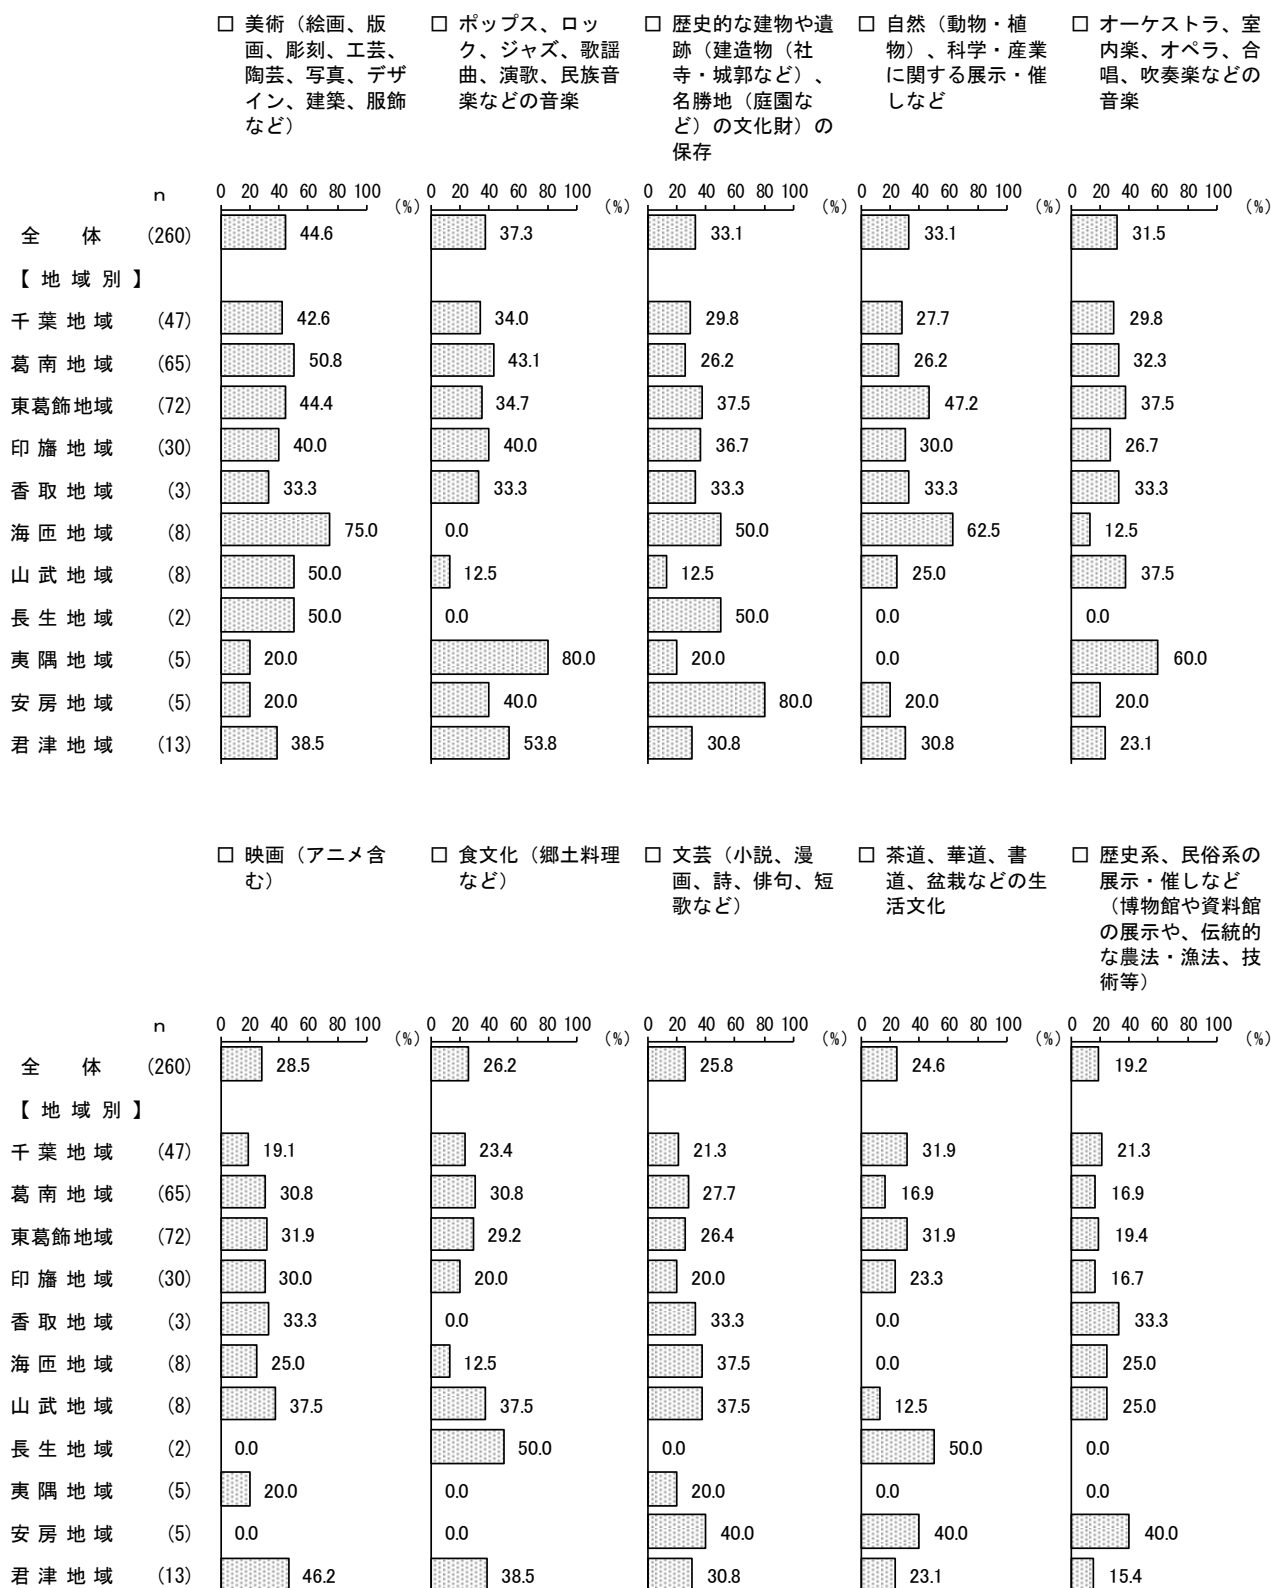 □ 美術（絵画、版画、彫刻、工芸、陶芸、写真、デザイン、建築、服飾など）
□ ポップス、ロック、ジャズ、歌謡曲、演歌、民族音楽などの音楽
□ 歴史的な建物や遺跡（建造物（社寺・城郭など）、名勝地（庭園など）の文化財）の保存
□ 自然（動物・植物）、科学・産業に関する展示・催しなど
□ オーケストラ、室内楽、オペラ、合唱、吹奏楽などの音楽
n 0 20 40 60 80 100 (%) 0 20 40 60 80 100 (%) 0 20 40 60 80 100 (%) 0 20 40 60 80 100 (%) 0 20 40 60 80 100 (%)
全体 (260) 44.6 37.3 33.1 33.1 31.5
【地域別】
千葉地域 (47) 42.6 34.0 29.8 27.7 29.8
葛南地域 (65) 50.8 43.1 26.2 26.2 32.3
東葛飾地域 (72) 44.4 34.7 37.5 47.2 37.5
印旛地域 (30) 40.0 40.0 36.7 30.0 26.7
香取地域 (3) 33.3 33.3 33.3 33.3 33.3
海匝地域 (8) 75.0 0.0 50.0 62.5 12.5
山武地域 (8) 50.0 12.5 12.5 25.0 37.5
長生地域 (2) 50.0 0.0 50.0 0.0 0.0
夷隅地域 (5) 20.0 80.0 20.0 0.0 60.0
安房地域 (5) 20.0 40.0 80.0 20.0 20.0
君津地域 (13) 38.5 53.8 30.8 30.8 23.1
□ 映画（アニメ含む）
□ 食文化（郷土料理など）
□ 文芸（小説、漫画、詩、俳句、短歌など）
□ 茶道、華道、書道、盆栽などの生活文化
□ 歴史系、民俗系の展示・催しなど（博物館や資料館の展示や、伝統的な農法・漁法、技術等）
n 0 20 40 60 80 100 (%) 0 20 40 60 80 100 (%) 0 20 40 60 80 100 (%) 0 20 40 60 80 100 (%) 0 20 40 60 80 100 (%)
全体 (260) 28.5 26.2 25.8 24.6 19.2
【地域別】
千葉地域 (47) 19.1 23.4 21.3 31.9 21.3
葛南地域 (65) 30.8 30.8 27.7 16.9 16.9
東葛飾地域 (72) 31.9 29.2 26.4 31.9 19.4
印旛地域 (30) 30.0 20.0 20.0 23.3 16.7
香取地域 (3) 33.3 0.0 33.3 0.0 33.3
海匝地域 (8) 25.0 12.5 37.5 0.0 25.0
山武地域 (8) 37.5 37.5 37.5 12.5 25.0
長生地域 (2) 0.0 50.0 0.0 50.0 0.0
夷隅地域 (5) 20.0 0.0 20.0 0.0 0.0
安房地域 (5) 0.0 0.0 40.0 40.0 40.0
君津地域 (13) 46.2 38.5 30.8 23.1 15.4